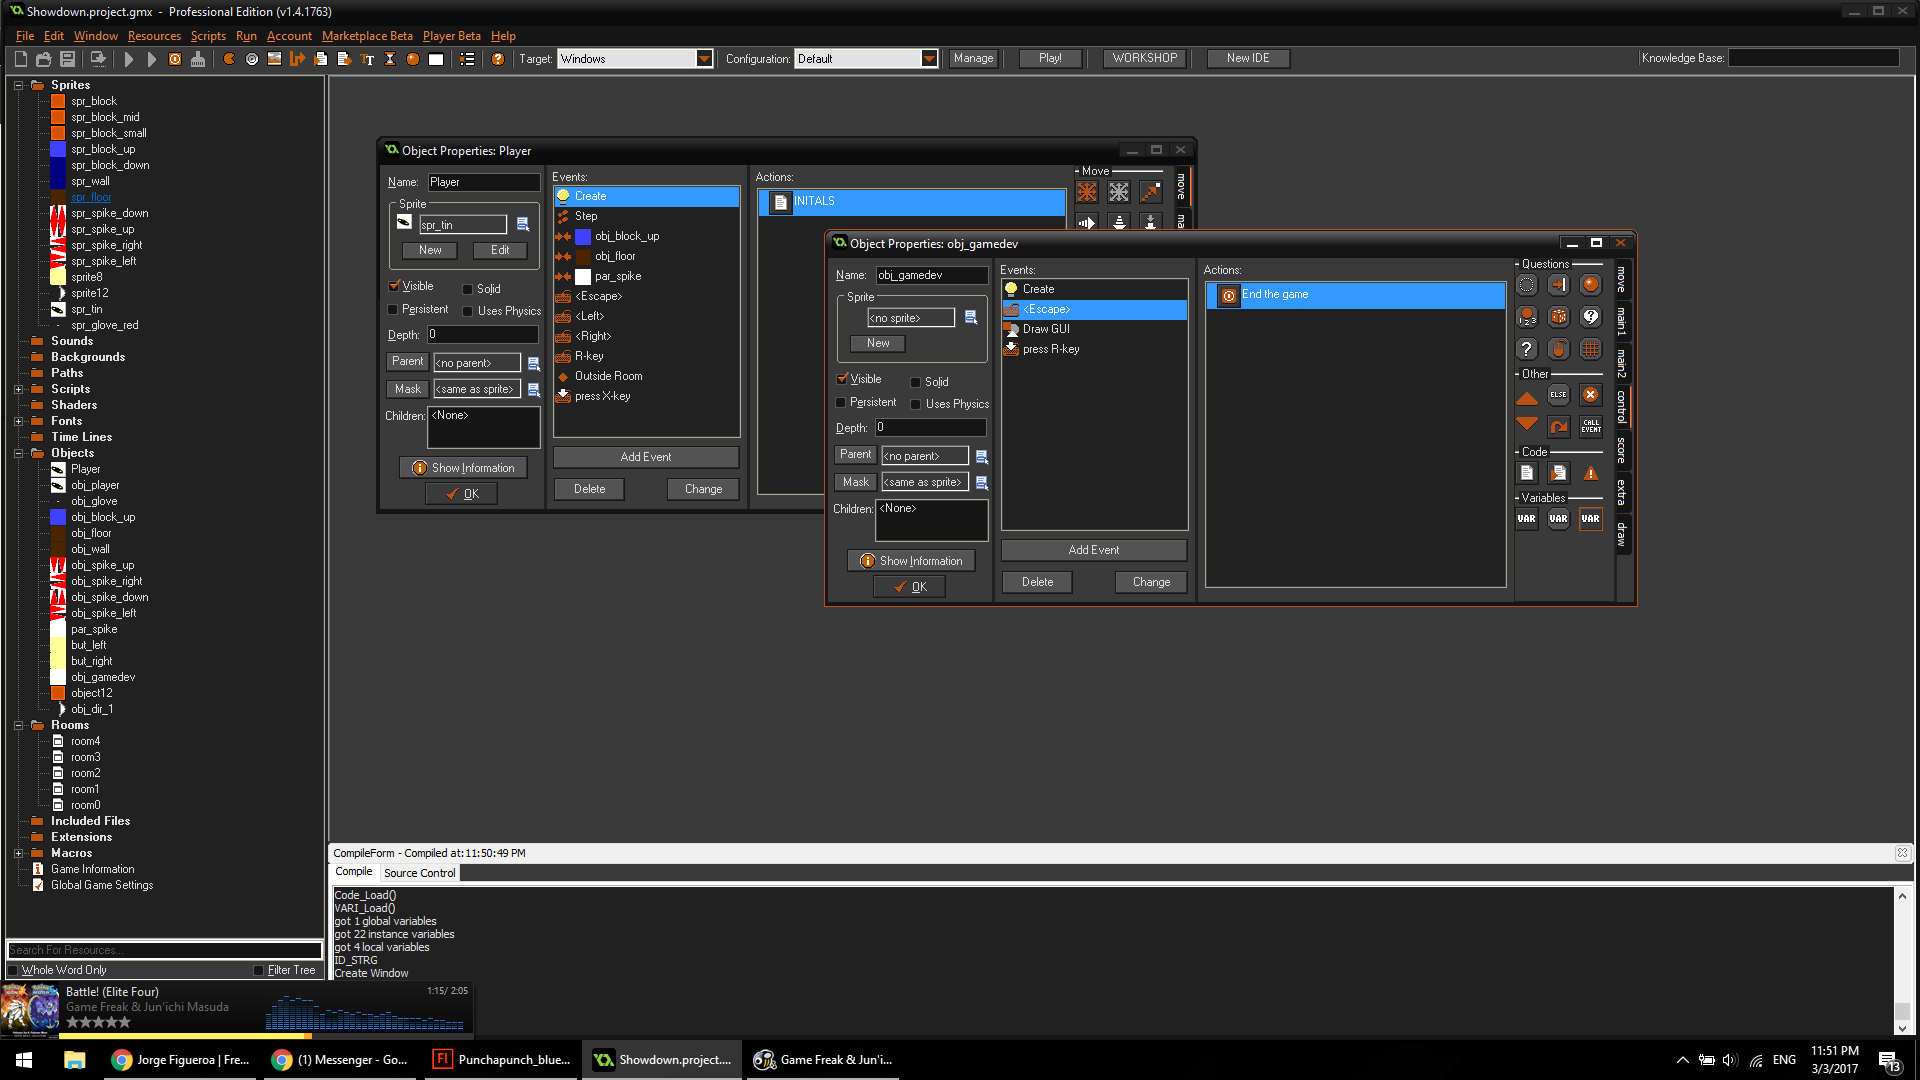 Showdown.project.gmx - Professional Edition (v1.4.1763)
File Edit Window Resources Scripts Run Account Marketplace Beta Player Beta Help
Target: Windows Configuration: Default Manage Play! WORKSHOP New IDE Knowledge Base:
Sprites
spr_block
spr_block_mid
spr_block_small
spr_block_up
spr_block_down
spr_wall
spr_floor
spr_spike_down
spr_spike_up
spr_spike_right
spr_spike_left
sprite8
sprite12
spr_tin
spr_glove_red
Sounds
Backgrounds
Paths
Scripts
Shaders
Fonts
Time Lines
Objects
Player
obj_player
obj_glove
obj_block_up
obj_floor
obj_wall
obj_spike_up
obj_spike_right
obj_spike_down
obj_spike_left
par_spike
but_left
but_right
obj_gamedev
object12
obj_dir_1
Rooms
room4
room3
room2
room1
room0
Included Files
Extensions
Macros
Game Information
Global Game Settings
Search For Resources...
Whole Word Only Filter Tree
Object Properties: Player
Name: Player
Sprite
spr_tin
New Edit
Visible Solid
Persistent Uses Physics
Depth: 0
Parent <no parent>
Mask <same as sprite>
Children: <None>
Show Information
OK
Events:
Create
Step
obj_block_up
obj_floor
par_spike
<Escape>
<Left>
<Right>
R-key
Outside Room
press X-key
Add Event
Delete Change
Actions:
INITALS
Move
move
Object Properties: obj_gamedev
Name: obj_gamedev
Sprite
<no sprite>
New
Visible Solid
Persistent Uses Physics
Depth: 0
Parent <no parent>
Mask <same as sprite>
Children: <None>
Show Information
OK
Events:
Create
<Escape>
Draw GUI
press R-key
Add Event
Delete Change
Actions:
End the game
Questions
Other
ELSE
CALL EVENT
Code
Variables
VAR VAR VAR
move
main1
main2
control
score
extra
draw
CompileForm - Compiled at: 11:50:49 PM
Compile Source Control
Code_Load()
VARI_Load()
got 1 global variables
got 22 instance variables
got 4 local variables
ID_STRG
Create Window
Battle! (Elite Four) 1:15/ 2:05
Game Freak & Jun'ichi Masuda
Jorge Figueroa | Fre...
(1) Messenger - Go...
Punchapunch_blue...
Showdown.project....
Game Freak & Jun'i...
ENG
11:51 PM
3/3/2017
13